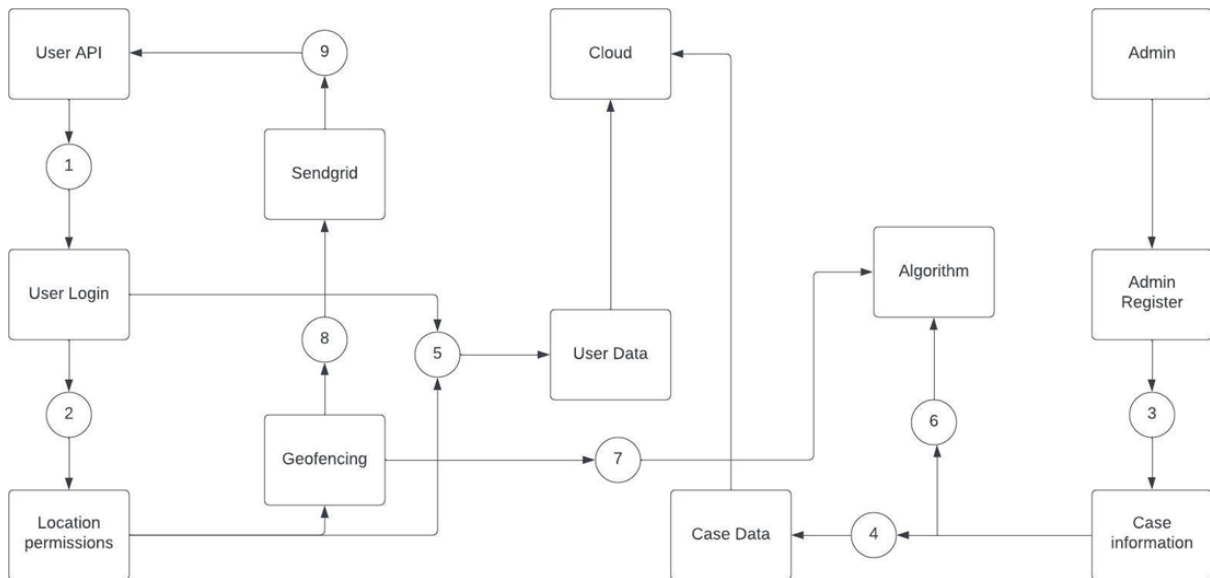 User API
9
Cloud
Admin
1
Sendgrid
User Login
Algorithm
Admin
Register
8
5
User Data
2
6
3
Geofencing
7
Location
permissions
Case Data
4
Case
information